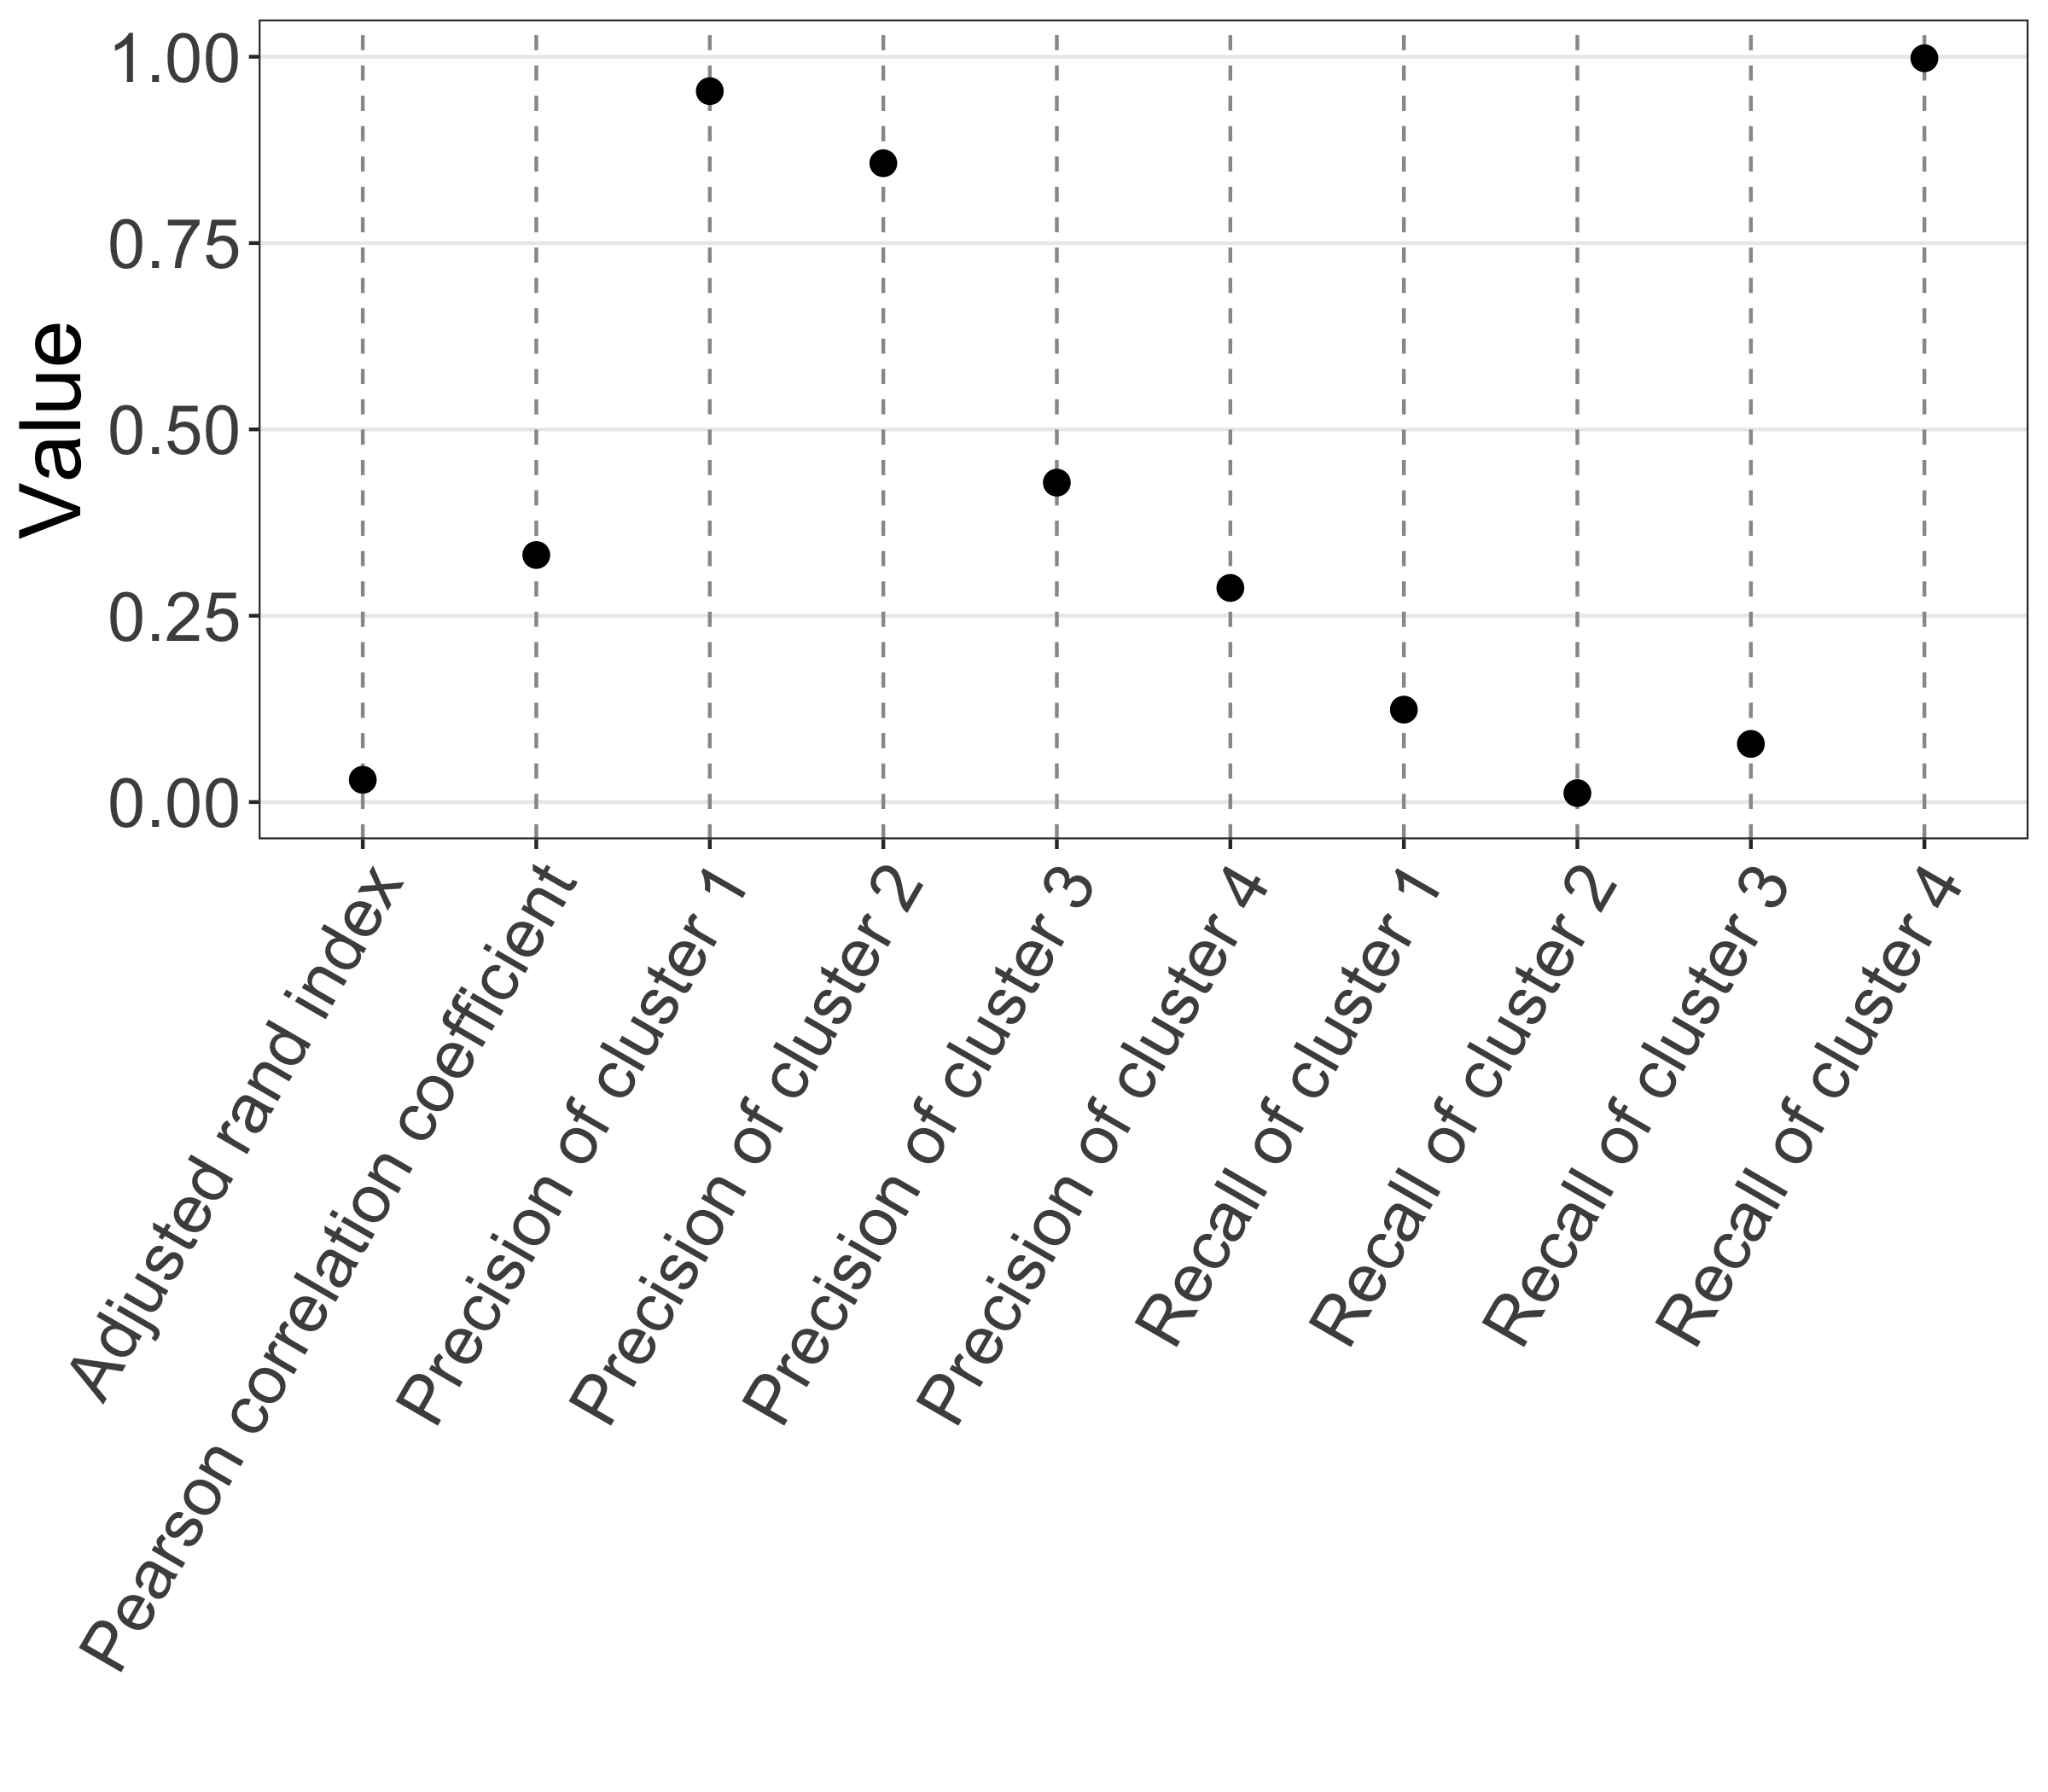 Value
1.00
0.75
0.50
0.25
0.00
Adjusted rand index
Pearson correlation coefficient
Precision of cluster 1
Precision of cluster 2
Precision of cluster 3
Precision of cluster 4
Recall of cluster 1
Recall of cluster 2
Recall of cluster 3
Recall of cluster 4